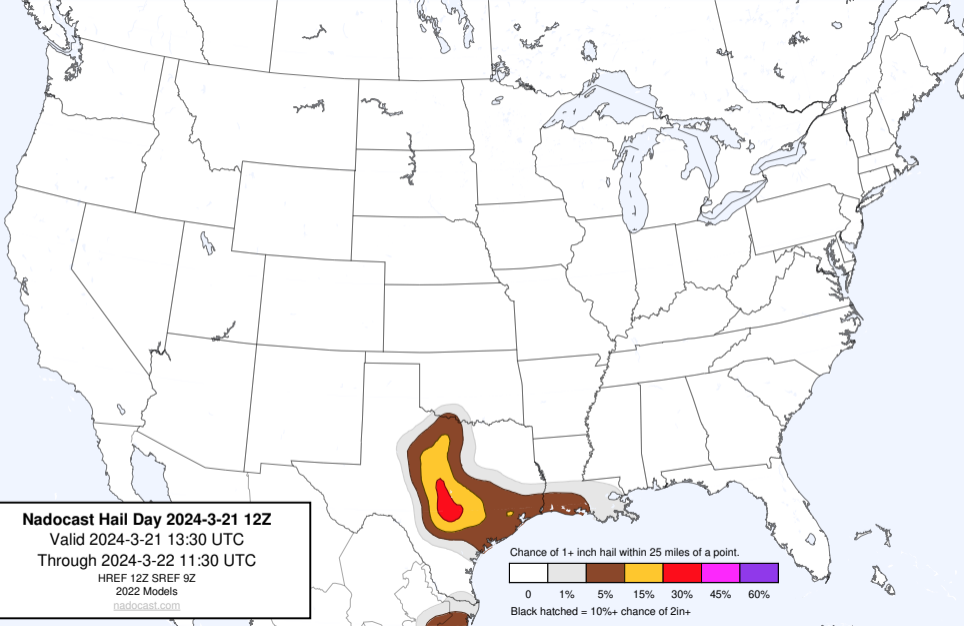 Nadocast Hail Day 2024-3-21 12Z
Valid 2024-3-21 13:30 UTC
Through 2024-3-22 11:30 UTC
HREF 12Z SREF 9Z
2022 Models
nadocast.com
Chance of 1+ inch hail within 25 miles of a point.
0 1% 5% 15% 30% 45% 60%
Black hatched = 10%+ chance of 2in+